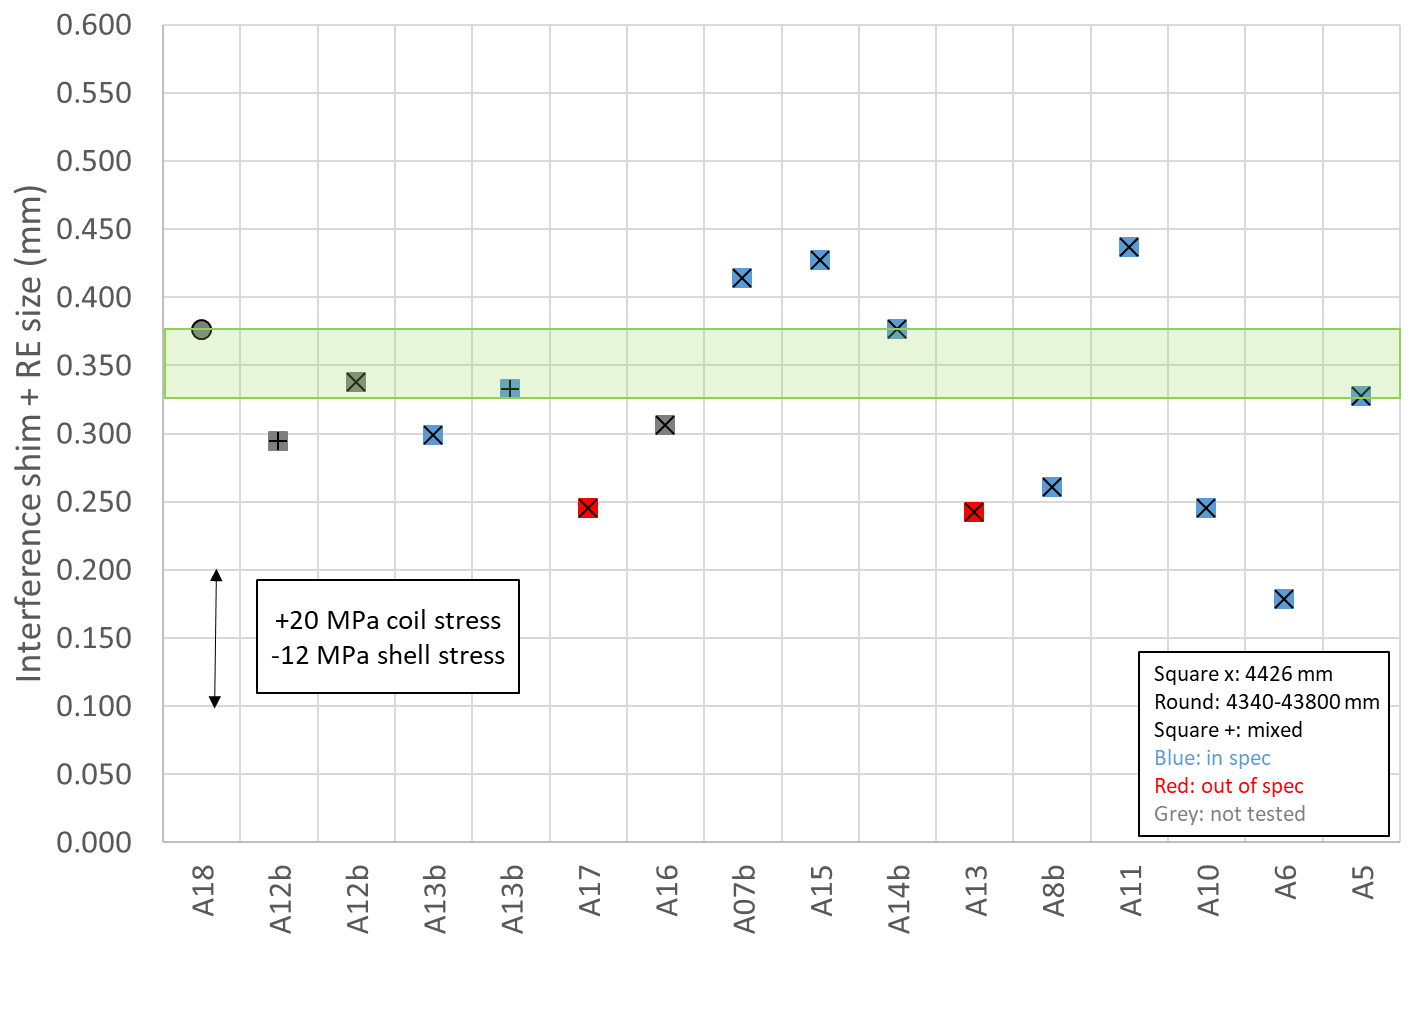 Interference shim + RE size (mm)
0.600
0.550
0.500
0.450
0.400
0.350
0.300
0.250
0.200
0.150
0.100
0.050
0.000
+20 MPa coil stress
-12 MPa shell stress
Square x: 4426 mm
Round: 4340-43800 mm
Square +: mixed
Blue: in spec
Red: out of spec
Grey: not tested
A18
A12b
A12b
A13b
A13b
A17
A16
A07b
A15
A14b
A13
A8b
A11
A10
A6
A5